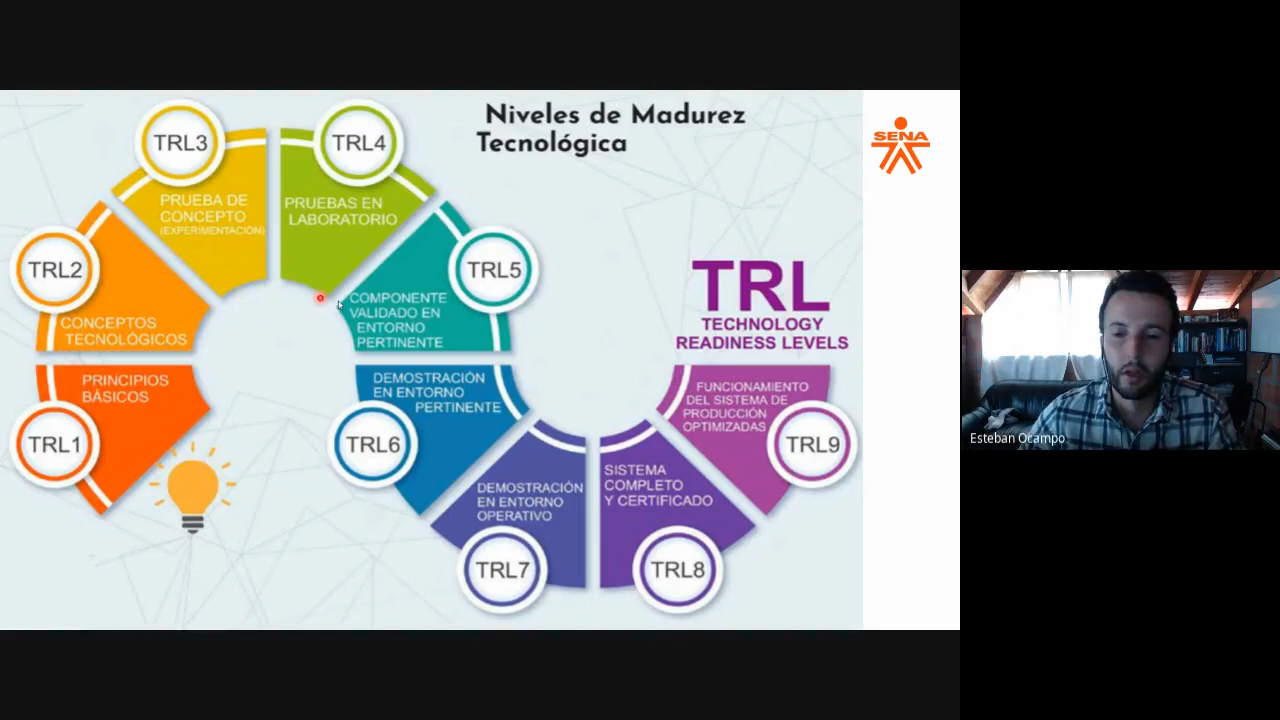 Niveles de Madurez
Tecnológica
SENA
TRL3
PRUEBA DE
CONCEPTO
(EXPERIMENTACIÓN)
TRL4
PRUEBAS EN
LABORATORIO
TRL2
CONCEPTOS
TECNOLÓGICOS
TRL5
COMPONENTE
VALIDADO EN
ENTORNO
PERTINENTE
TRL
TECHNOLOGY
READINESS LEVELS
PRINCIPIOS
BÁSICOS
TRL1
DEMOSTRACIÓN
EN ENTORNO
PERTINENTE
TRL6
DEMOSTRACIÓN
EN ENTORNO
OPERATIVO
TRL7
SISTEMA
COMPLETO
Y CERTIFICADO
TRL8
FUNCIONAMIENTO
DEL SISTEMA DE
PRODUCCIÓN
OPTIMIZADAS
TRL9
Esteban Ocampo